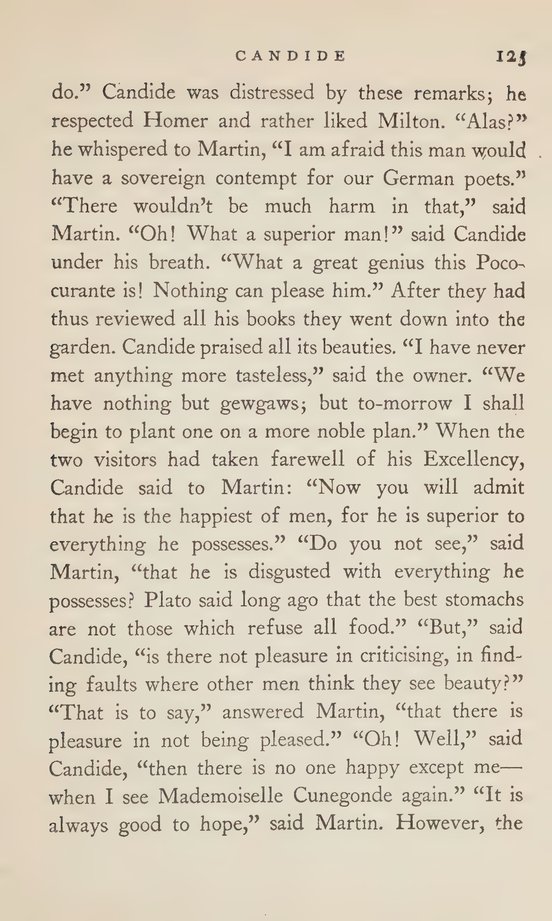 CANDIDE 125
do.” Candide was distressed by these remarks; he
respected Homer and rather liked Milton. “Alas?”
he whispered to Martin, “I am afraid this man would
have a sovereign contempt for our German poets.”
“There wouldn’t be much harm in that,” said
Martin. “Oh! What a superior man!” said Candide
under his breath. “What a great genius this Poco-
curante is! Nothing can please him.” After they had
thus reviewed all his books they went down into the
garden. Candide praised all its beauties. “I have never
met anything more tasteless,” said the owner. “We
have nothing but gewgaws; but to-morrow I shall
begin to plant one on a more noble plan.” When the
two visitors had taken farewell of his Excellency,
Candide said to Martin: “Now you will admit
that he is the happiest of men, for he is superior to
everything he possesses.” “Do you not see,” said
Martin, “that he is disgusted with everything he
possesses? Plato said long ago that the best stomachs
are not those which refuse all food.” “But,” said
Candide, “is there not pleasure in criticising, in find-
ing faults where other men think they see beauty?”
“That is to say,” answered Martin, “that there is
pleasure in not being pleased.” “Oh! Well,” said
Candide, “then there is no one happy except me—
when I see Mademoiselle Cunegonde again.” “It is
always good to hope,” said Martin. However, the